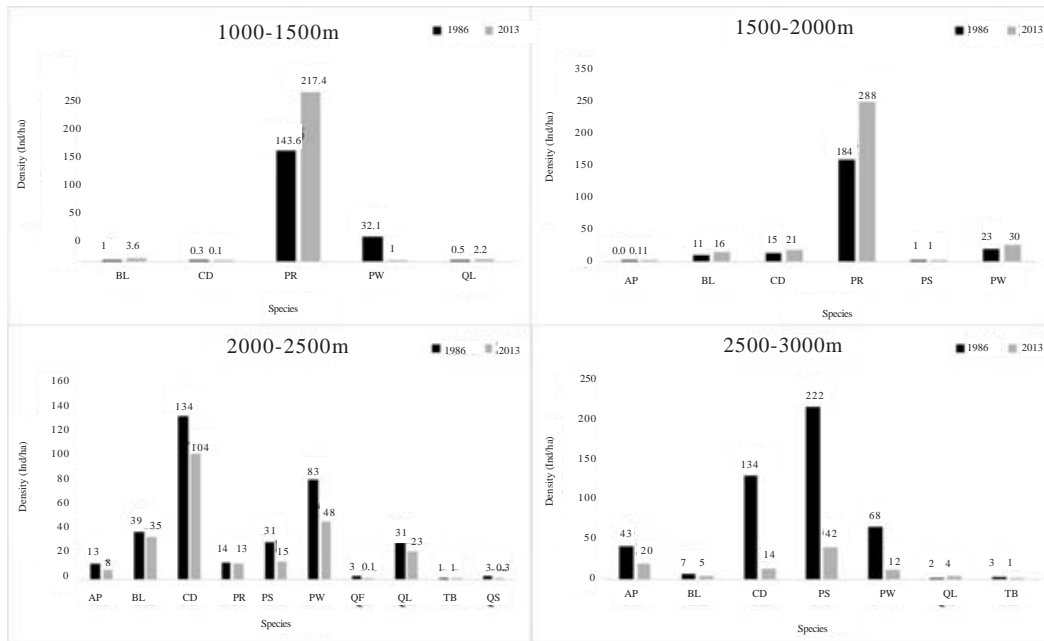 1000-1500m
1986 2013
217.4
250
200
143.6
150
150
100
50
32.1
0
1 3.6 0.3 0.1 1 0.5 2.2
BL CD PR PW QL
Species
Density (Ind/ha)
1500-2000m
1986 2013
350
300
288
250
200
184
150
100
50
0
0.0 0.11 11 16 15 21 1 1 23 30
AP BL CD PR PS PW
Species
Density (Ind/ha)
2000-2500m
1986 2013
160
140
134
120
104
100
80
83
60
40
39 35 31 48 31
20
13 8 14 13 15 3 0.1 23 1 1 3 0.3
0
AP BL CD PR PS PW QF QL TB QS
Species
Density (Ind/ha)
2500-3000m
1986 2013
250
222
200
150
134
100
68
50
43 20 7 5 14 42 12 2 4 3 1
0
AP BL CD PS PW QL TB
Species
Density (Ind/ha)